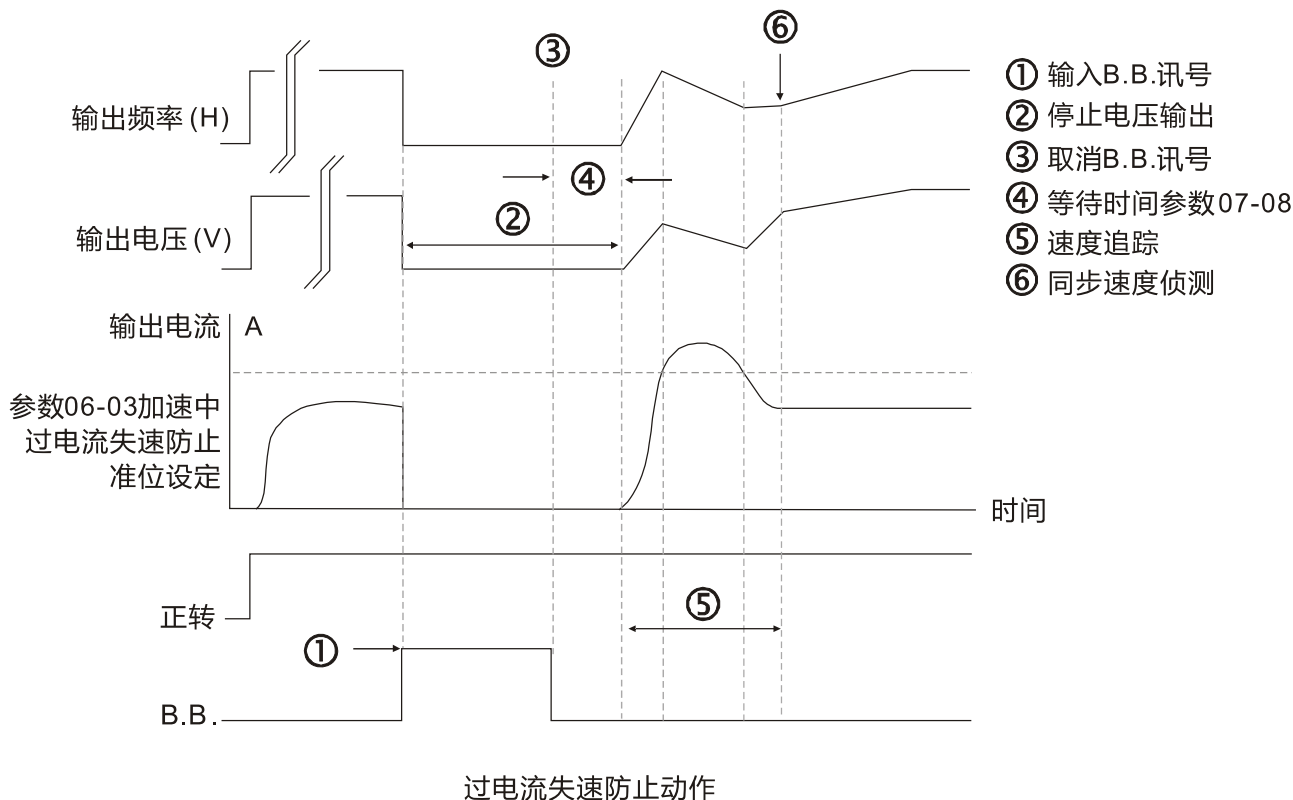 ⑥
③
① 输入B.B.讯号
② 停止电压输出
③ 取消B.B.讯号
④ 等待时间参数07-08
⑤ 速度追踪
⑥ 同步速度侦测
输出频率(H)
④
②
输出电压(V)
输出电流 A
参数06-03加速中
过电流失速防止
准位设定
时间
⑤
正转
①
B.B.
过电流失速防止动作